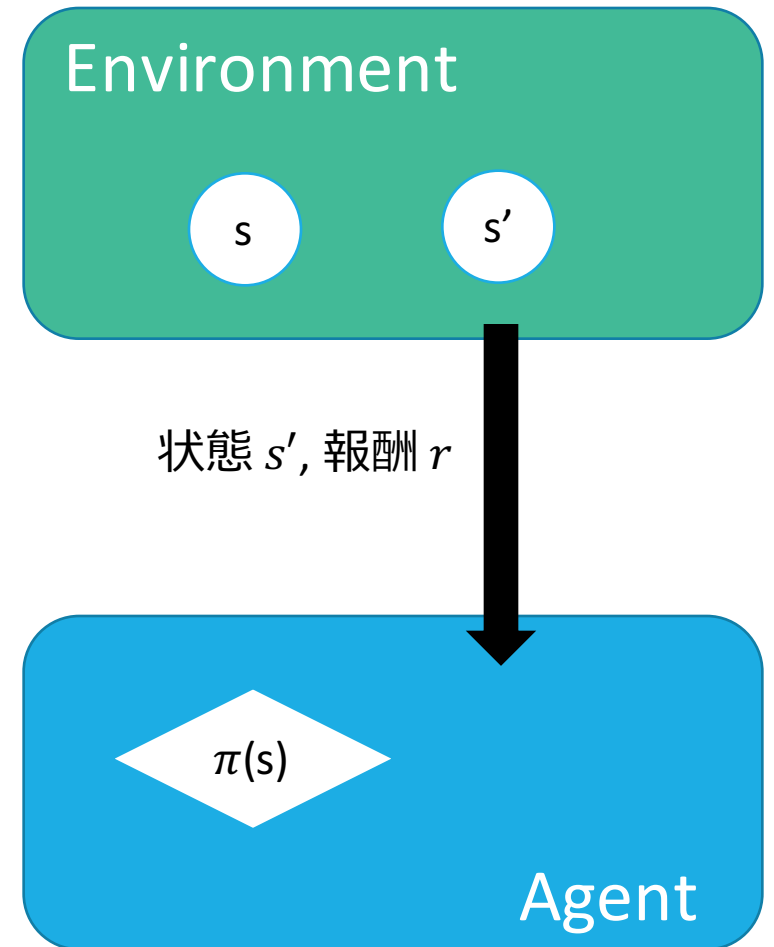 Environment
s
s’
状態 s′, 報酬 r
π(s)
Agent